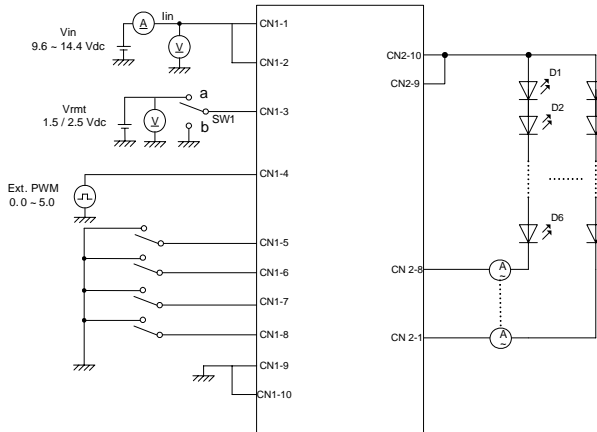 Iin
A
V
Vin
9.6 ~ 14.4 Vdc
CN1-1
CN1-2
Vrmt
1.5 / 2.5 Vdc
V
a
b
SW1
CN1-3
Ext. PWM
0.0 ~ 5.0
CN1-4
CN1-5
CN1-6
CN1-7
CN1-8
CN1-9
CN1-10
CN2-10
CN2-9
D1
D2
D6
CN 2-8
A
~
CN 2-1
A
~